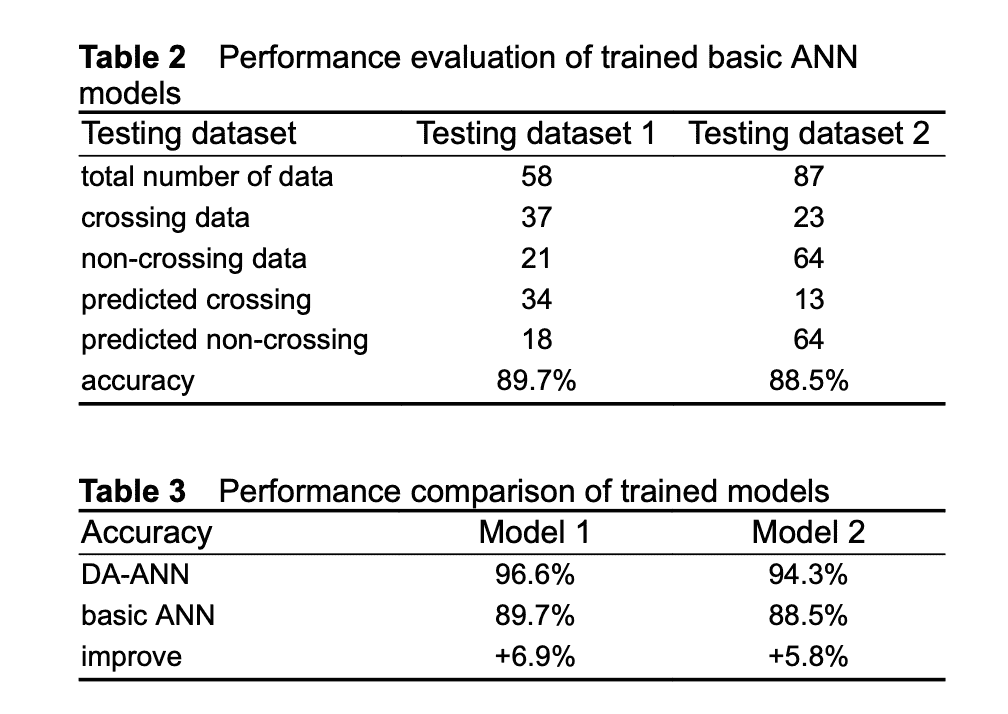 Table 2 Performance evaluation of trained basic ANN
models
Testing dataset Testing dataset 1 Testing dataset 2
total number of data 58 87
crossing data 37 23
non-crossing data 21 64
predicted crossing 34 13
predicted non-crossing 18 64
accuracy 89.7% 88.5%
Table 3 Performance comparison of trained models
Accuracy Model 1 Model 2
DA-ANN 96.6% 94.3%
basic ANN 89.7% 88.5%
improve +6.9% +5.8%